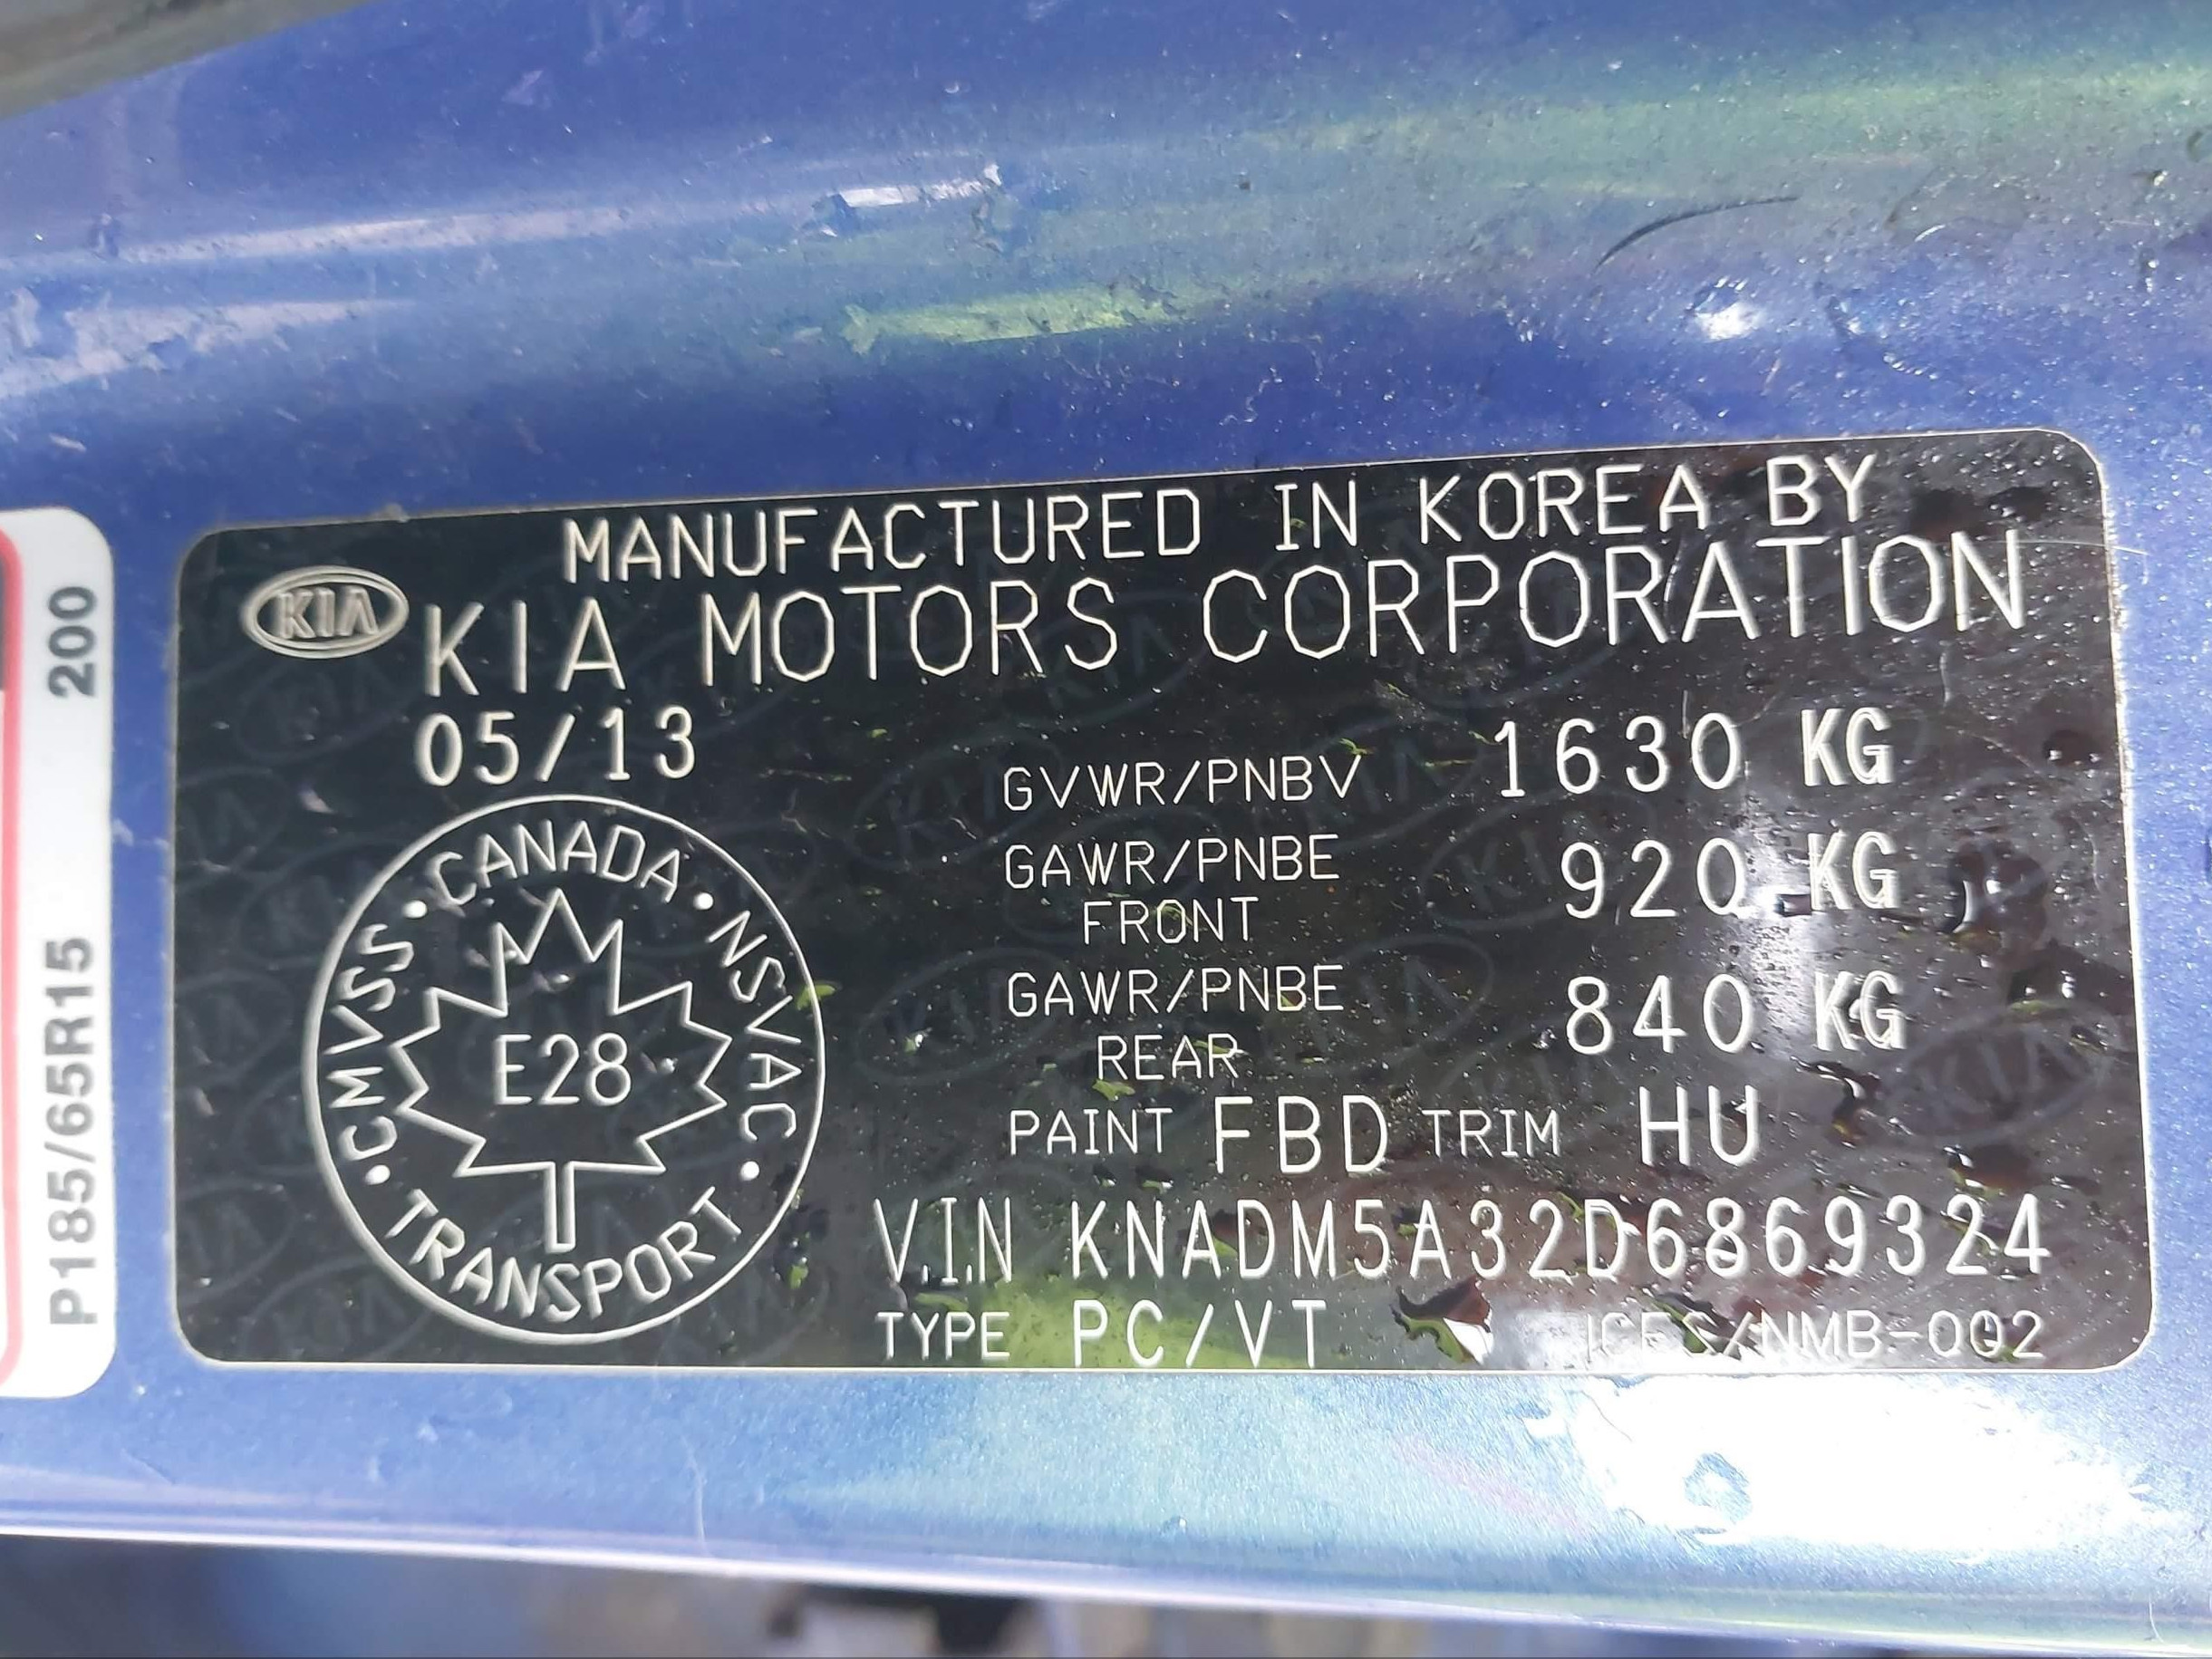 MANUFACTURED IN KOREA BY
KIA
KIA MOTORS CORPORATION
05/13
GVWR/PNBV 1630 KG
GAWR/PNBE FRONT 920 KG
GAWR/PNBE REAR 840 KG
PAINT FBD TRIM HU
V.I.N KNADM5A32D6869324
TYPE PC/VT ICES/NMB-002
CMVSS • CANADA • NSVAC • TRANSPORT •
E28
P185/65R15 200